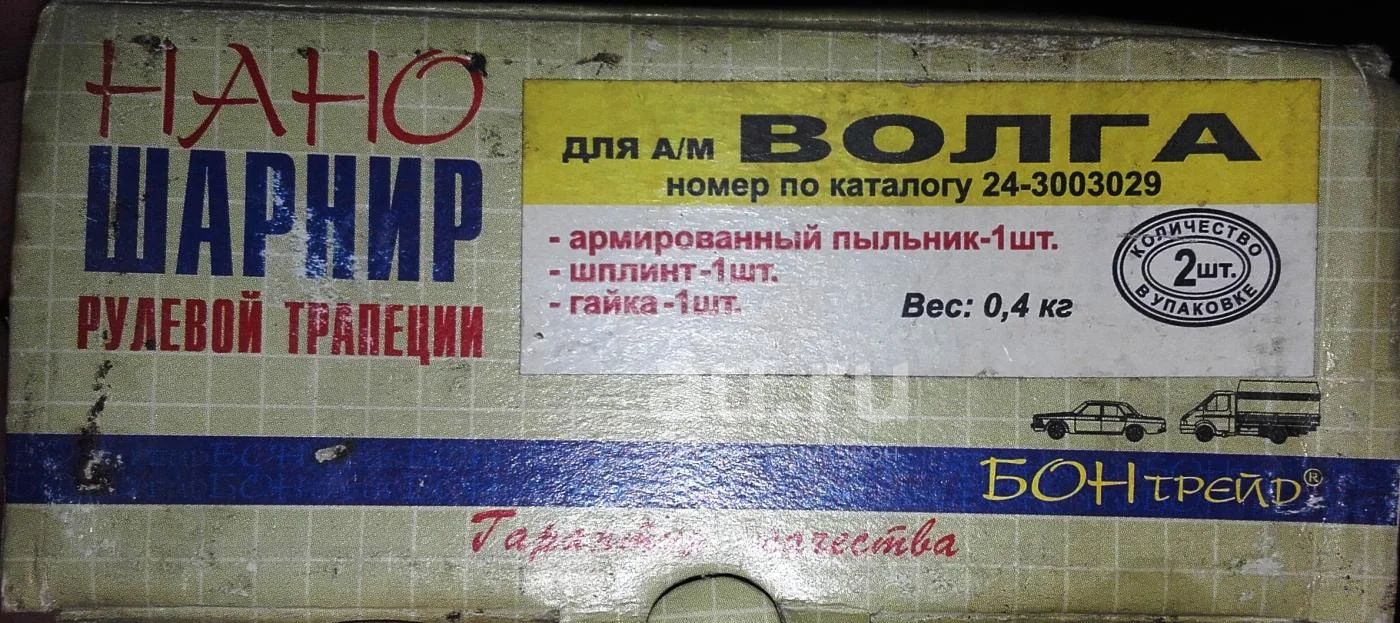 НАНО
ШАРНИР
РУЛЕВОЙ ТРАПЕЦИИ
ДЛЯ А/М ВОЛГА
номер по каталогу 24-3003029
- армированный пыльник-1шт.
- шплинт-1шт.
- гайка-1шт.
Вес: 0,4 кг
КОЛИЧЕСТВО
2шт.
В УПАКОВКЕ
БОН ТРЕЙД®
Гарантия качества